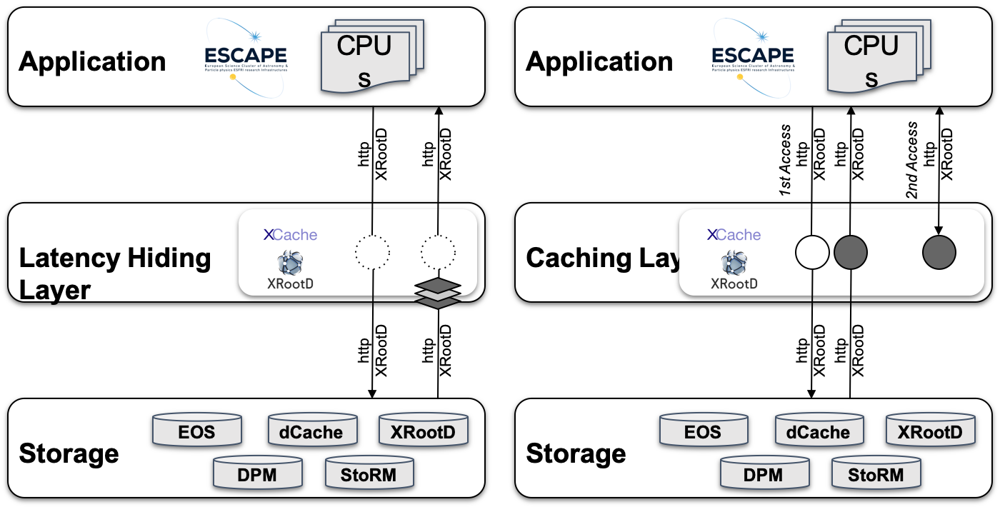 Application
ESCAPE
European Science Cluster of Astronomy &
Particle physics ESFRI research Infrastructures
CPU
S
http
XRootD
http
XRootD
Latency Hiding
Layer
XCache
XRootD
http
XRootD
http
XRootD
Storage
EOS
dCache
XRootD
DPM
StoRM
Application
ESCAPE
European Science Cluster of Astronomy &
Particle physics ESFRI research Infrastructures
CPU
S
1st Access
http
XRootD
http
XRootD
2nd Access
http
XRootD
Caching Lay
XCache
XRootD
http
XRootD
http
XRootD
Storage
EOS
dCache
XRootD
DPM
StoRM